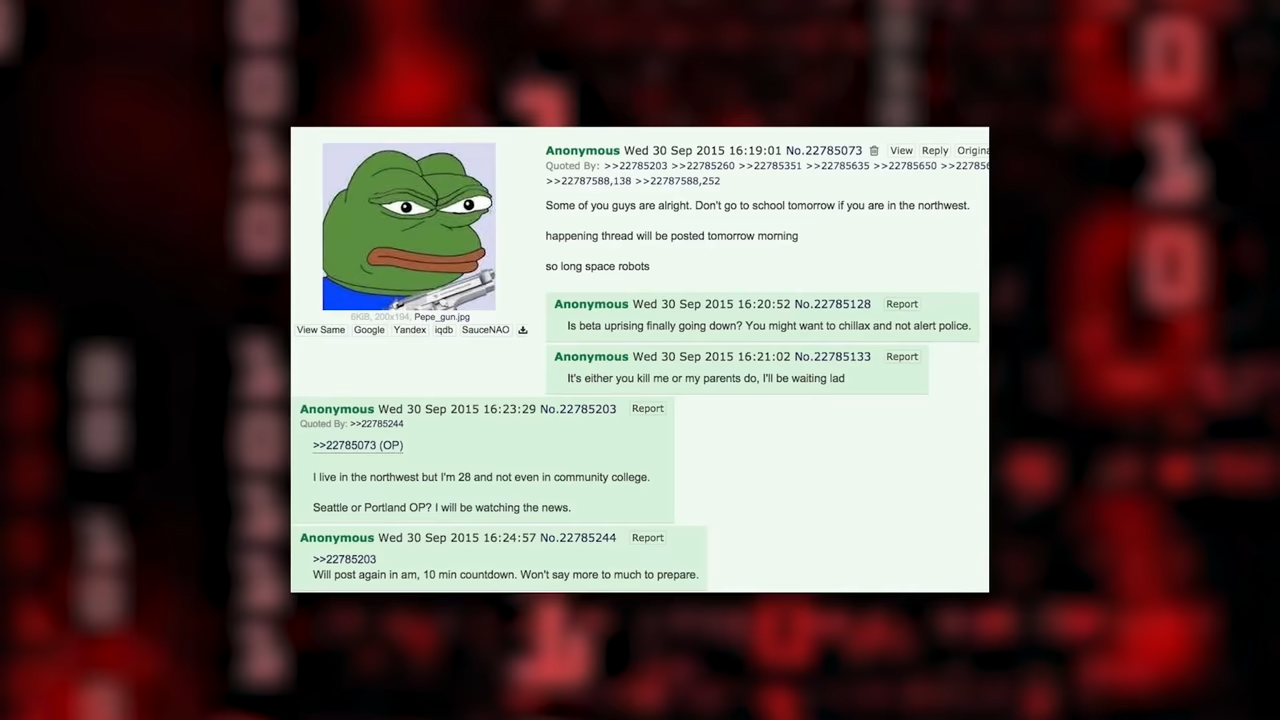 Anonymous Wed 30 Sep 2015 16:19:01 No.22785073 View Reply Origina
Quoted By: >>22785203 >>22785260 >>22785351 >>22785635 >>22785650 >>227856
>>22787588,138 >>22787588,252
Some of you guys are alright. Don't go to school tomorrow if you are in the northwest.
happening thread will be posted tomorrow morning
so long space robots
6KiB, 200x194, Pepe_gun.jpg
View Same Google Yandex iqdb SauceNAO
Anonymous Wed 30 Sep 2015 16:20:52 No.22785128 Report
Is beta uprising finally going down? You might want to chillax and not alert police.
Anonymous Wed 30 Sep 2015 16:21:02 No.22785133 Report
It's either you kill me or my parents do, I'll be waiting lad
Anonymous Wed 30 Sep 2015 16:23:29 No.22785203 Report
Quoted By: >>22785244
>>22785073 (OP)
I live in the northwest but I'm 28 and not even in community college.
Seattle or Portland OP? I will be watching the news.
Anonymous Wed 30 Sep 2015 16:24:57 No.22785244 Report
>>22785203
Will post again in am, 10 min countdown. Won't say more to much to prepare.